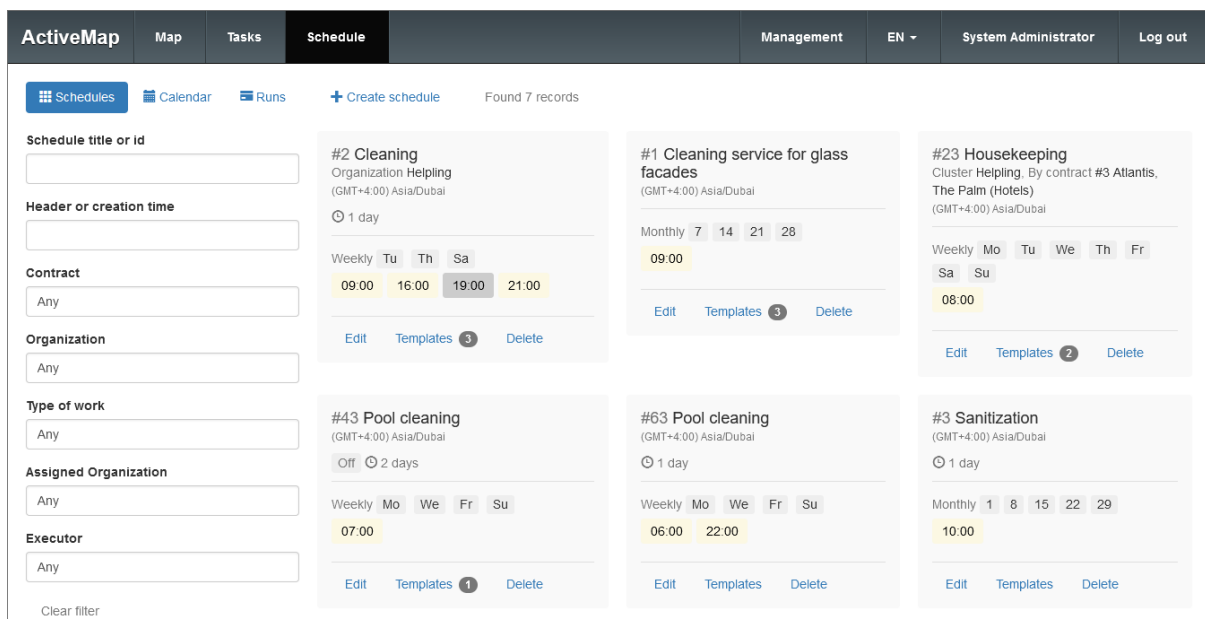 ActiveMap Map Tasks Schedule Management EN System Administrator Log out
Schedules Calendar Runs Create schedule Found 7 records
Schedule title or id
Header or creation time
Contract
Any
Organization
Any
Type of work
Any
Assigned Organization
Any
Executor
Any
Clear filter
#2 Cleaning
Organization Helpling
(GMT+4:00) Asia/Dubai
1 day
Weekly Tu Th Sa
09:00 16:00 19:00 21:00
Edit Templates 3 Delete
#1 Cleaning service for glass
facades
(GMT+4:00) Asia/Dubai
Monthly 7 14 21 28
09:00
Edit Templates 3 Delete
#23 Housekeeping
Cluster Helpling, By contract #3 Atlantis,
The Palm (Hotels)
(GMT+4:00) Asia/Dubai
Weekly Mo Tu We Th Fr
Sa Su
08:00
Edit Templates 2 Delete
#43 Pool cleaning
(GMT+4:00) Asia/Dubai
Off 2 days
Weekly Mo We Fr Su
07:00
Edit Templates 1 Delete
#63 Pool cleaning
(GMT+4:00) Asia/Dubai
1 day
Weekly Mo We Fr Su
06:00 22:00
Edit Templates Delete
#3 Sanitization
(GMT+4:00) Asia/Dubai
1 day
Monthly 1 8 15 22 29
10:00
Edit Templates Delete